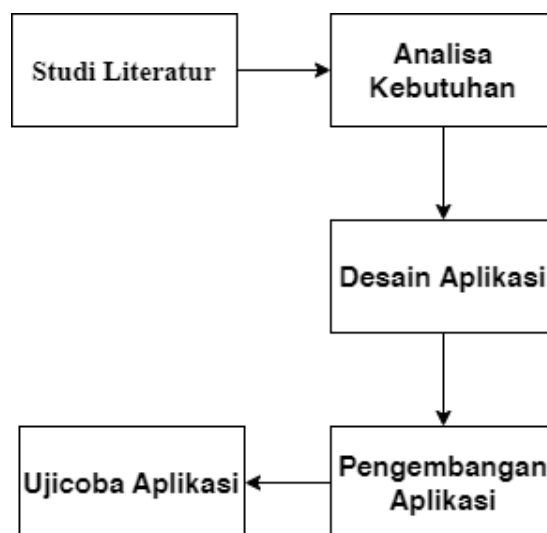 Studi Literatur
Analisa
Kebutuhan
Desain Aplikasi
Pengembangan
Aplikasi
Ujicoba Aplikasi